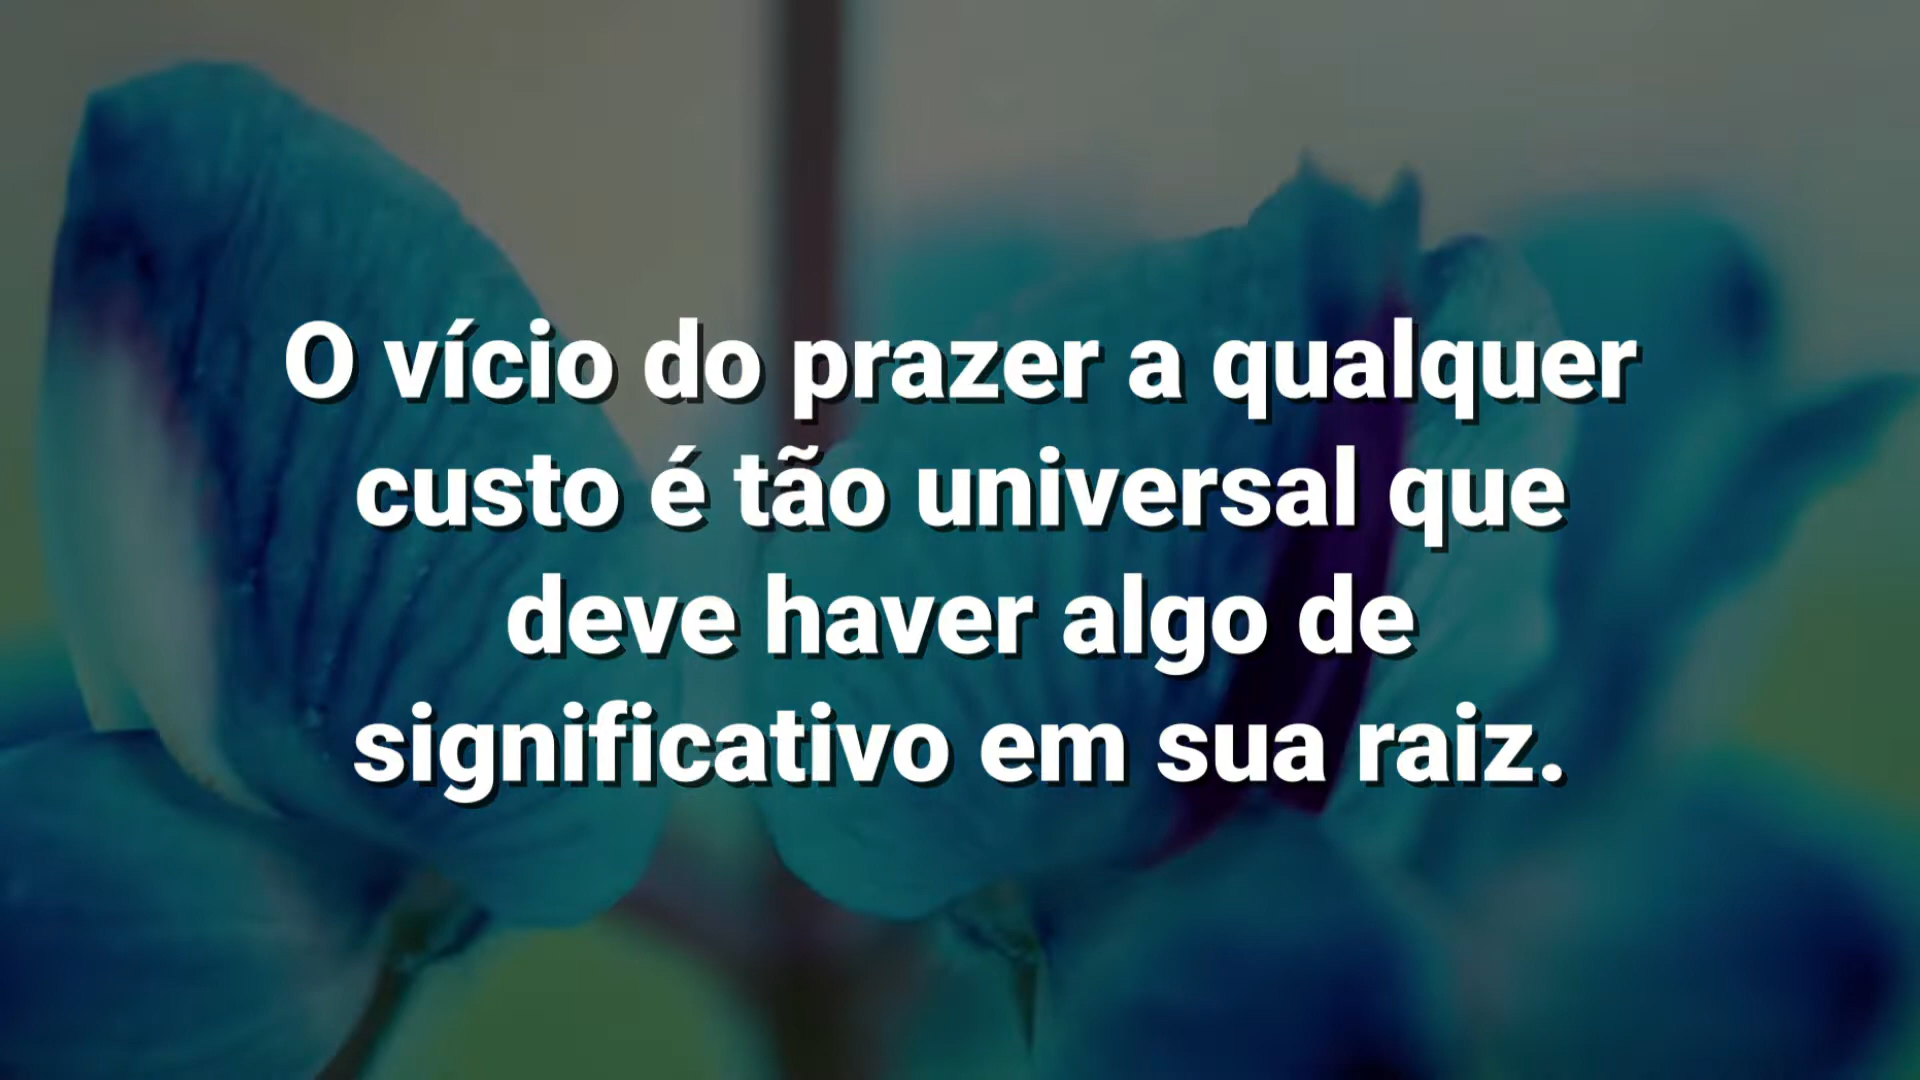 O vício do prazer a qualquer
custo é tão universal que
deve haver algo de
significativo em sua raiz.